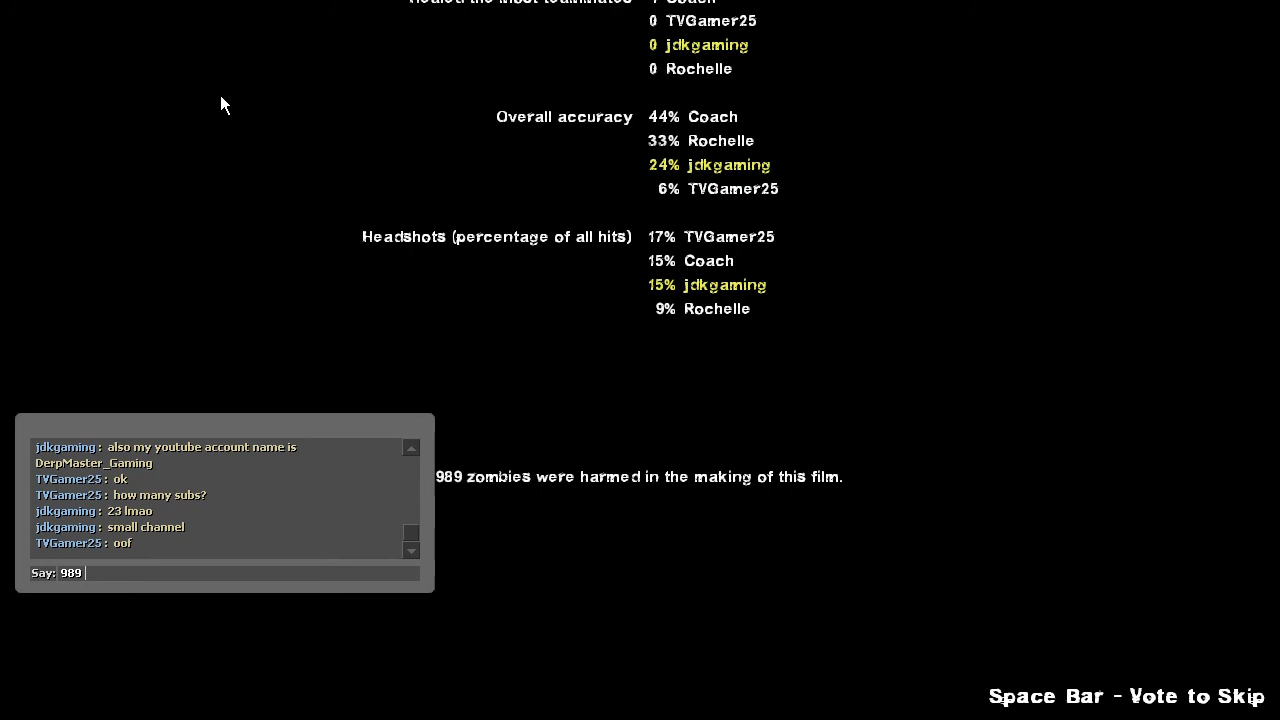 0 TVGamer25
0 jdkgaming
0 Rochelle
Overall accuracy 44% Coach
33% Rochelle
24% jdkgaming
6% TVGamer25
Headshots (percentage of all hits) 17% TVGamer25
15% Coach
15% jdkgaming
9% Rochelle
jdkgaming : also my youtube account name is
DerpMaster_Gaming
TVGamer25 : ok
TVGamer25 : how many subs?
jdkgaming : 23 lmao
jdkgaming : small channel
TVGamer25 : oof
Say: 989
989 zombies were harmed in the making of this film.
Space Bar - Vote to Skip